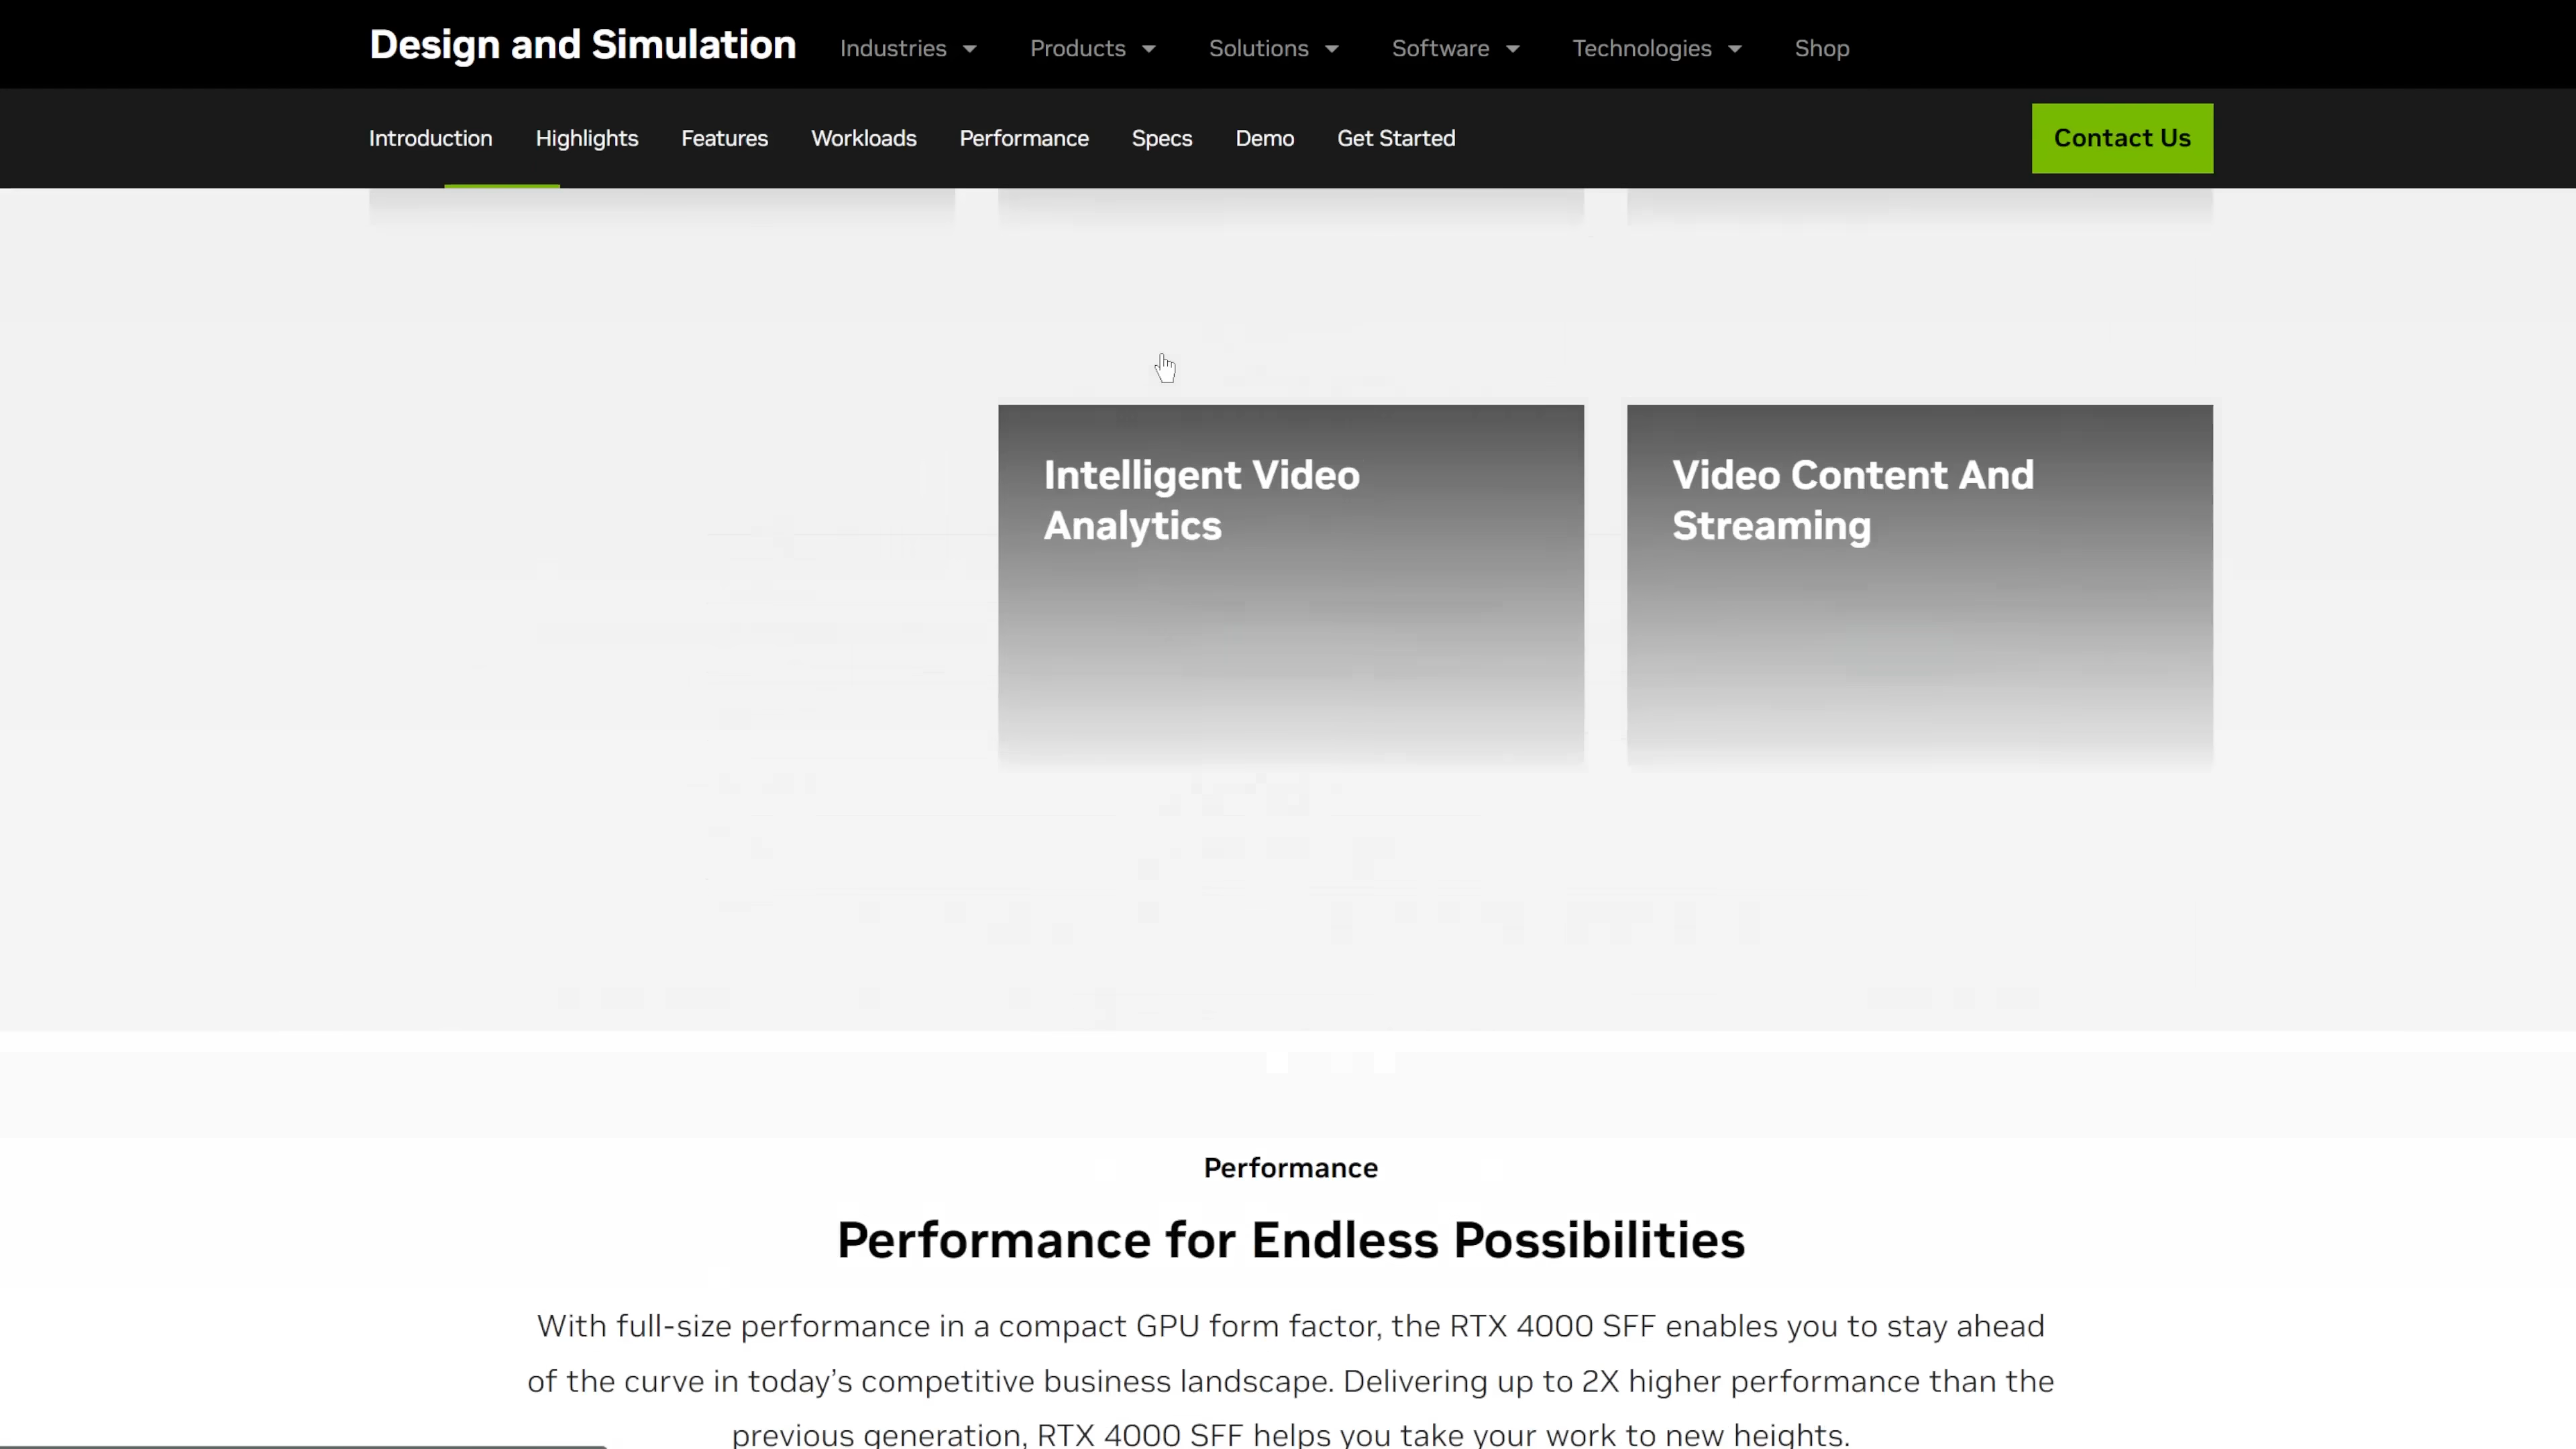 Design and Simulation Industries Products Solutions Software Technologies Shop
Introduction Highlights Features Workloads Performance Specs Demo Get Started Contact Us
Intelligent Video
Analytics
Video Content And
Streaming
Performance
Performance for Endless Possibilities
With full-size performance in a compact GPU form factor, the RTX 4000 SFF enables you to stay ahead
of the curve in today’s competitive business landscape. Delivering up to 2X higher performance than the
previous generation, RTX 4000 SFF helps you take your work to new heights.